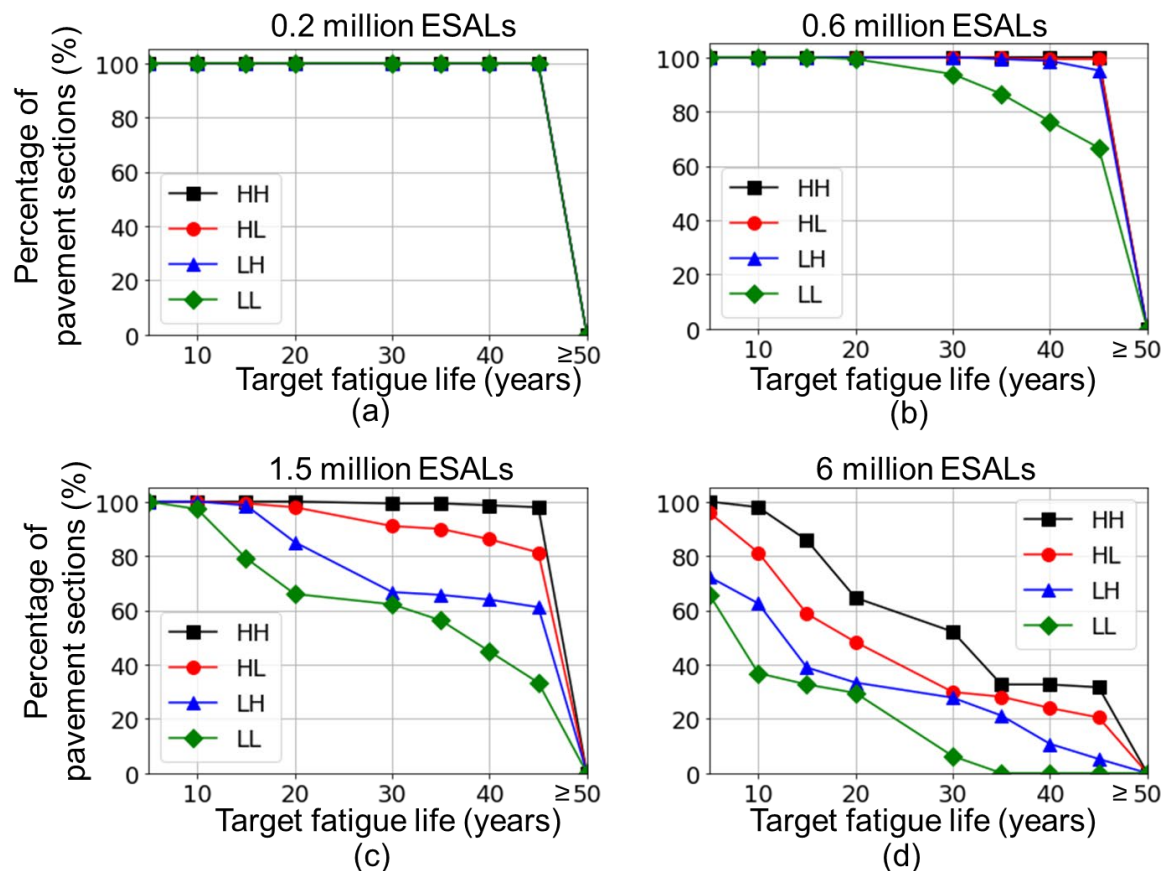 0.2 million ESALs
0.6 million ESALs
Percentage of
pavement sections (%)
100
80
60
40
20
0
HH
HL
LH
LL
10 20 30 40 ≥50
Target fatigue life (years)
(a)
100
80
60
40
20
0
HH
HL
LH
LL
10 20 30 40 ≥ 50
Target fatigue life (years)
(b)
1.5 million ESALs
6 million ESALs
Percentage of
pavement sections (%)
100
80
60
40
20
0
HH
HL
LH
LL
10 20 30 40 ≥50
Target fatigue life (years)
(c)
100
80
60
40
20
0
HH
HL
LH
LL
10 20 30 40 ≥ 50
Target fatigue life (years)
(d)